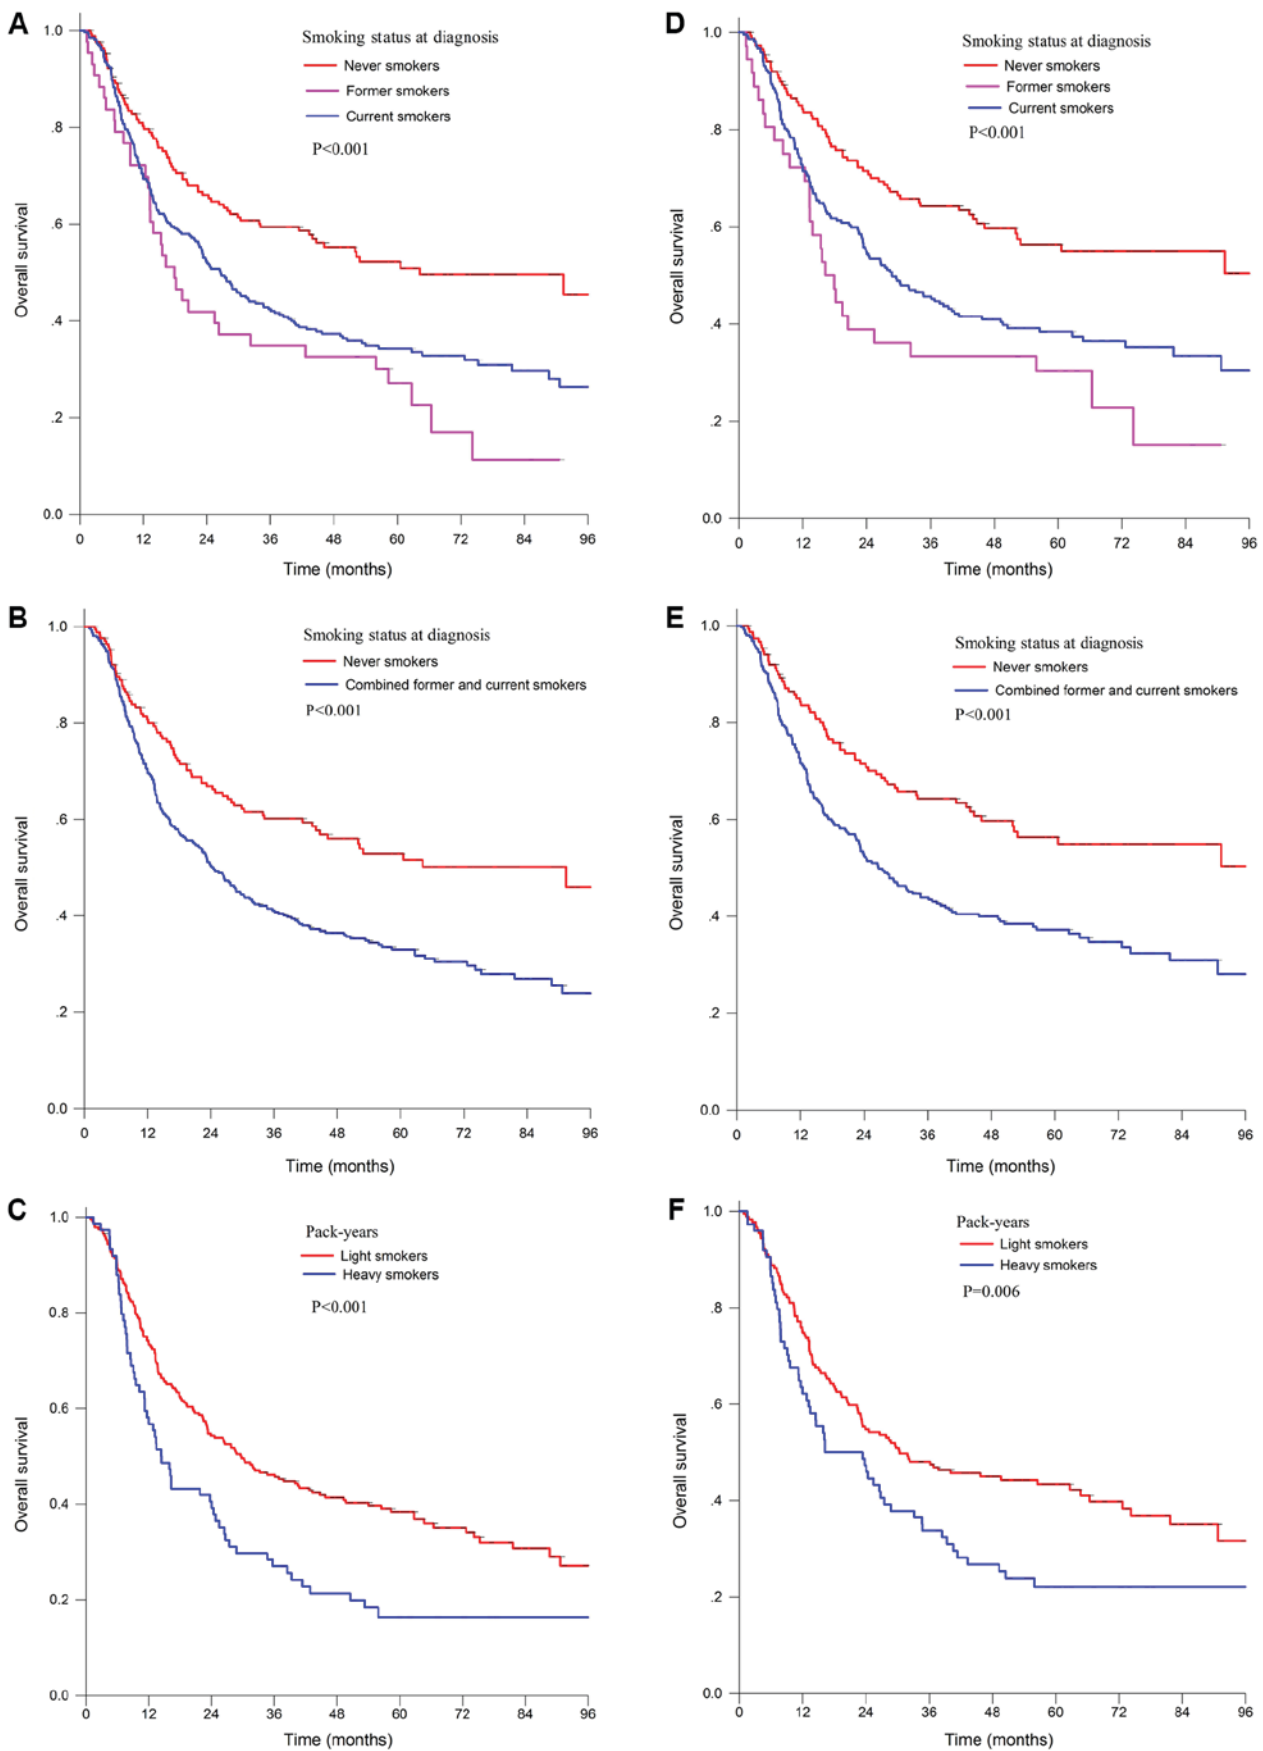 A
Smoking status at diagnosis
Never smokers
Former smokers
Current smokers
P<0.001
1.0
.8
.6
.4
.2
0.0
Overall survival
0 12 24 36 48 60 72 84 96
Time (months)
D
Smoking status at diagnosis
Never smokers
Former smokers
Current smokers
P<0.001
1.0
.8
.6
.4
.2
0.0
Overall survival
0 12 24 36 48 60 72 84 96
Time (months)
B
Smoking status at diagnosis
Never smokers
Combined former and current smokers
P<0.001
1.0
.8
.6
.4
.2
0.0
Overall survival
0 12 24 36 48 60 72 84 96
Time (months)
E
Smoking status at diagnosis
Never smokers
Combined former and current smokers
P<0.001
1.0
.8
.6
.4
.2
0.0
Overall survival
0 12 24 36 48 60 72 84 96
Time (months)
C
Pack-years
Light smokers
Heavy smokers
P<0.001
1.0
0.8
0.6
0.4
0.2
0.0
Overall survival
0 12 24 36 48 60 72 84 96
Time (months)
F
Pack-years
Light smokers
Heavy smokers
P=0.006
1.0
.8
.6
.4
.2
0.0
Overall survival
0 12 24 36 48 60 72 84 96
Time (months)